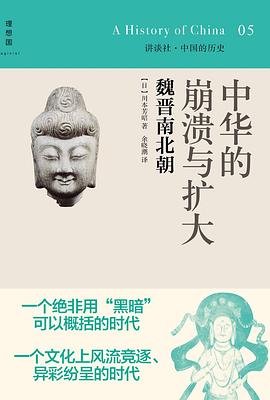 理想国
imaginist
A History of China 05
讲谈社·中国的历史
中华的
崩溃与扩大
魏晋南北朝
【日】川本芳昭 著 余晓潮 译
一个绝非用“黑暗”
可以概括的时代
一个文化上风流竞逐、
异彩纷呈的时代